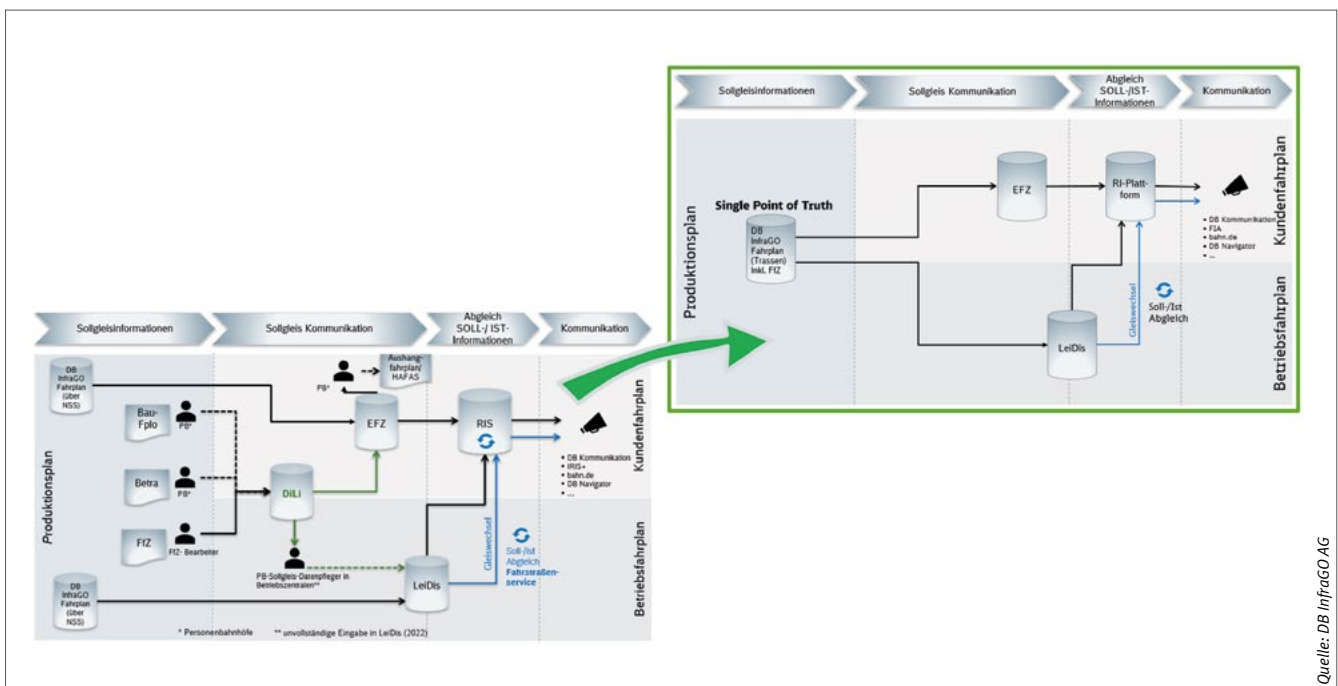 Sollgleisinformationen
Sollgleis Kommunikation
Abgleich
SOLL-/IST-
Informationen
Kommunikation
Produktionsplan
Single Point of Truth
DB
InfraGO
Fahrplan
(Trassen)
Inkl. FfZ
EFZ
RI-Platt-
form
• DB Kommunikation
• FIA
• bahn.de
• DB Navigator
• ...
Kundenfahrplan
LeiDis
Gleiswechsel
Soll-/Ist
Abgleich
Betriebsfahrplan
Sollgleisinformationen
Sollgleis Kommunikation
Abgleich
SOLL-/ IST-
Informationen
Kommunikation
Produktionsplan
DB
InfraGO
Fahrplan
(über
NSS)
Bau-
Fplo
PB*
Betra
PB*
FfZ
FfZ- Bearbeiter
DB
InfraGO
Fahrplan
(über
NSS)
PB*
Aushang-
fahrplan/
HAFAS
EFZ
DiLi
PB-Sollgleis-Datenpfleger in
Betriebszentralen**
RIS
• DB Kommunikation
• IRIS+
• bahn.de
• DB Navigator
• ...
Kundenfahrplan
LeiDis
Gleiswechsel
Soll-/Ist
Abgleich
Fahrstraßen-
service
Betriebsfahrplan
* Personenbahnhöfe
** unvollständige Eingabe in LeiDis (2022)
Quelle: DB InfraGO AG